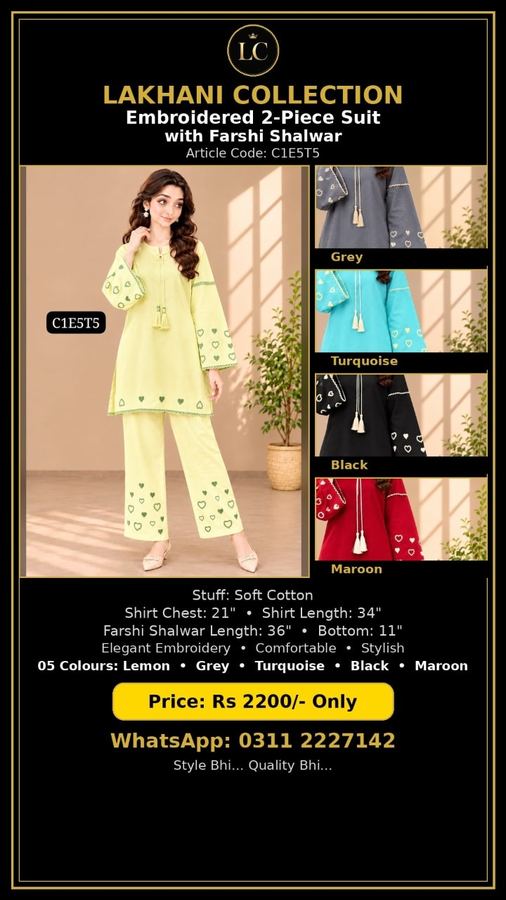 LC
LAKHANI COLLECTION
Embroidered 2-Piece Suit
with Farshi Shalwar
Article Code: C1E5T5
C1E5T5
Grey
Turquoise
Black
Maroon
Stuff: Soft Cotton
Shirt Chest: 21" • Shirt Length: 34"
Farshi Shalwar Length: 36" • Bottom: 11"
Elegant Embroidery • Comfortable • Stylish
05 Colours: Lemon • Grey • Turquoise • Black • Maroon
Price: Rs 2200/- Only
WhatsApp: 0311 2227142
Style Bhi... Quality Bhi...